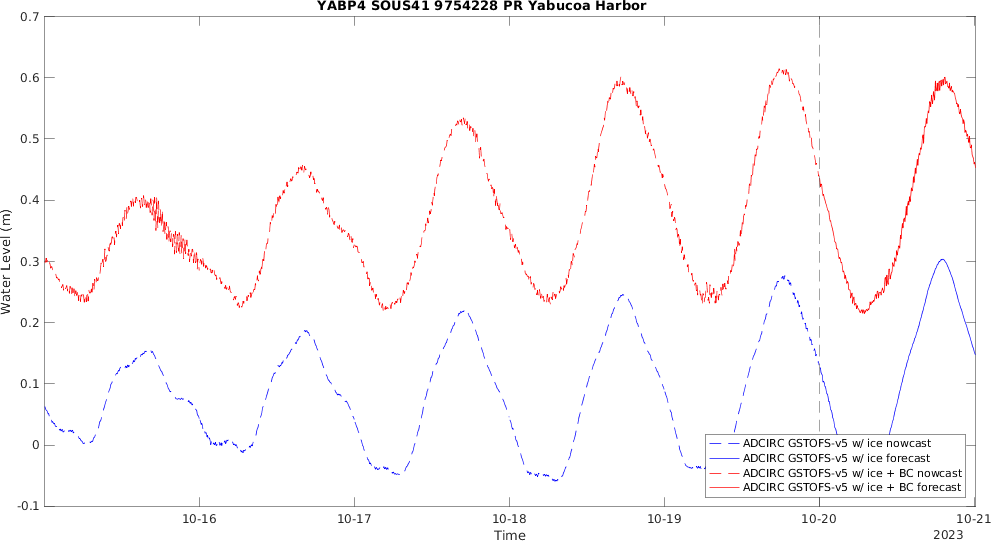 YABP4 SOUS41 9754228 PR Yabucoa Harbor
0.7
0.6
0.5
0.4
0.3
0.2
0.1
0
-0.1
Water Level (m)
10-16
10-17
10-18
10-19
10-20
10-21
Time
2023
ADCIRC GSTOFS-v5 w/ ice nowcast
ADCIRC GSTOFS-v5 w/ ice forecast
ADCIRC GSTOFS-v5 w/ ice + BC nowcast
ADCIRC GSTOFS-v5 w/ ice + BC forecast